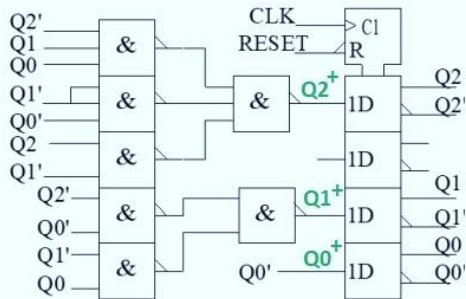 Q2'
Q1
Q0
Q1'
Q0'
Q2
Q1'
Q2'
Q0'
Q1'
Q0
&
&
&
&
&
&
&
CLK
RESET
C1
R
Q2+
1D
Q2
Q2'
1D
Q1+
1D
Q1
Q1'
Q0'
Q0+
1D
Q0
Q0'